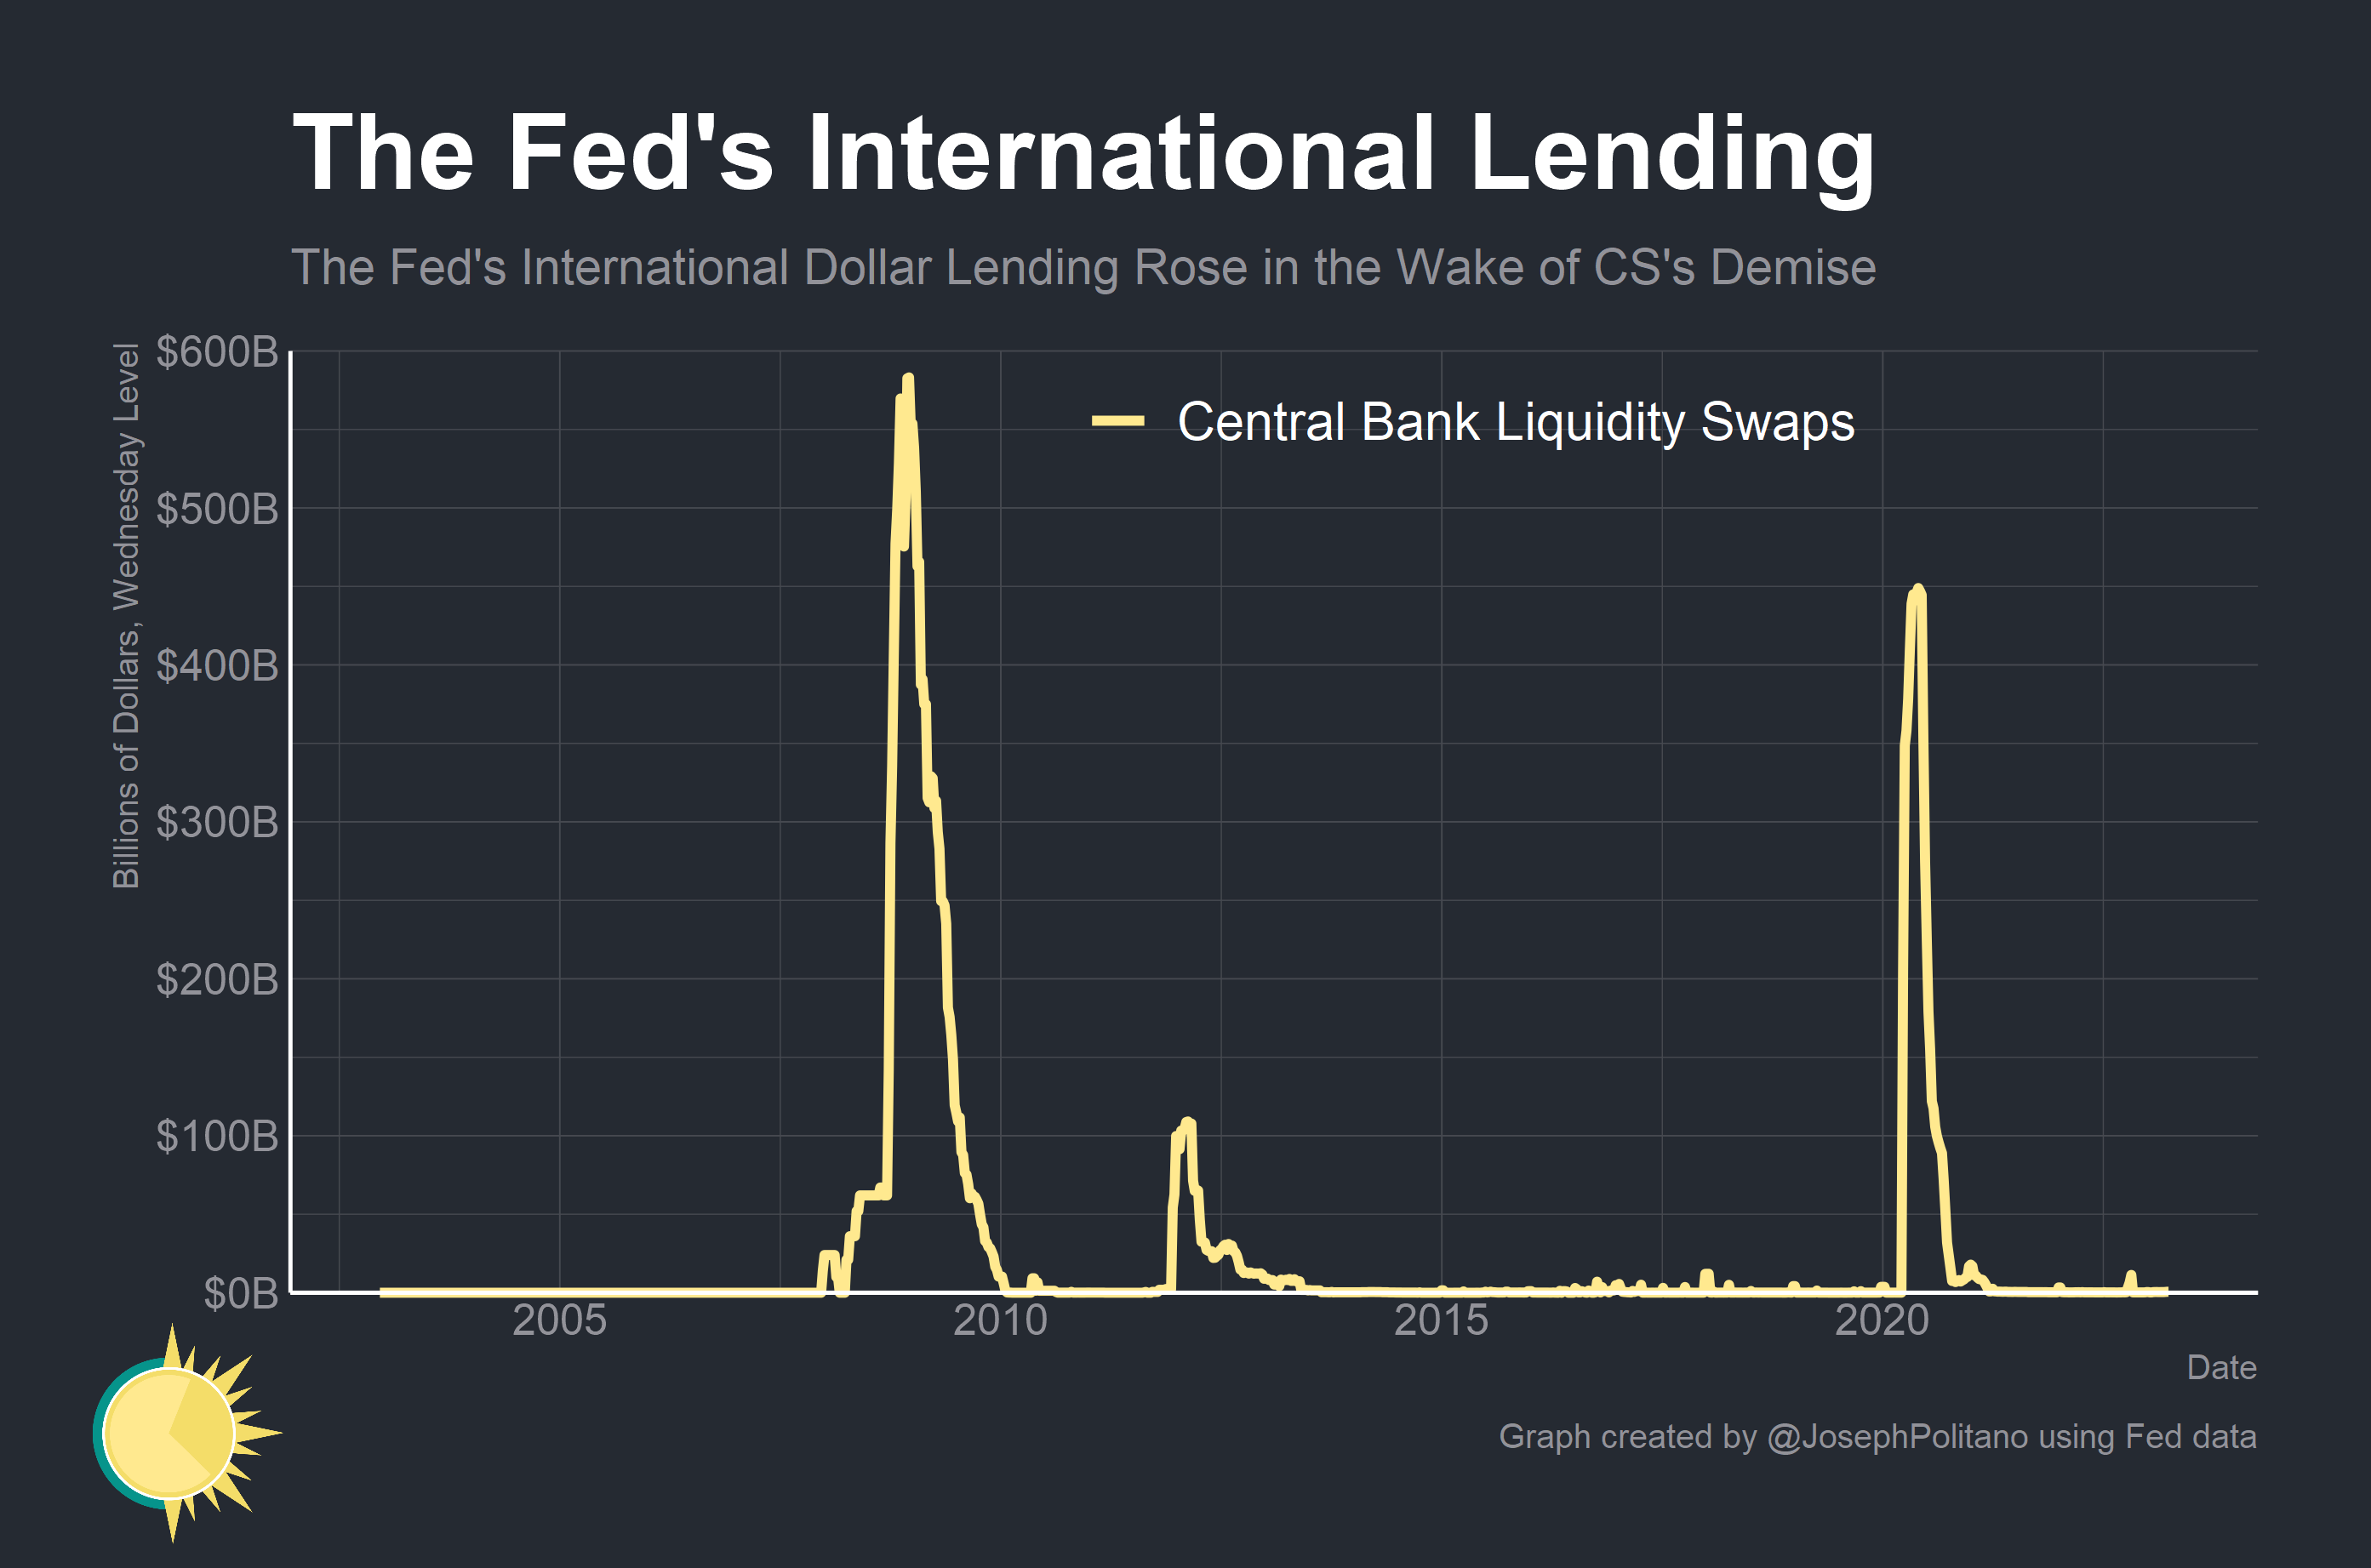 The Fed's International Lending
The Fed's International Dollar Lending Rose in the Wake of CS's Demise
Billions of Dollars, Wednesday Level
$600B
$500B
$400B
$300B
$200B
$100B
$0B
Central Bank Liquidity Swaps
2005
2010
2015
2020
Date
Graph created by @JosephPolitano using Fed data